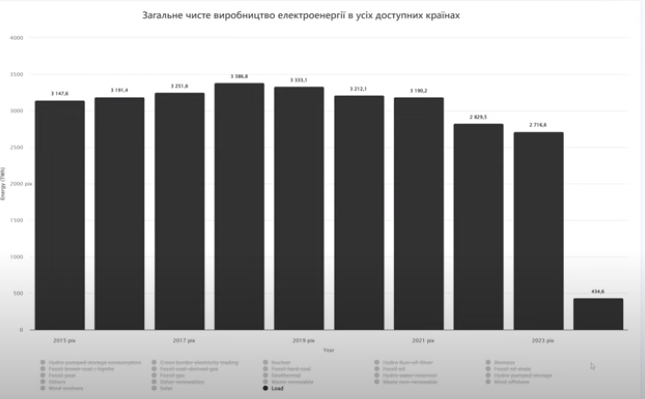 Загальне чисте виробництво електроенергії в усіх доступних країнах
4000
3500
3000
2500
2000 рік
1500
1000
500
0
Energy (TWh)
3 147,6
3 191,4
3 251,6
3 386,8
3 333,1
3 212,1
3 190,2
2 829,5
2 716,6
434,6
2015 рік
2017 рік
2019 рік
2021 рік
2023 рік
Year
Hydro pumped storage consumption
Cross border electricity trading
Nuclear
Hydro Run-of-River
Biomass
Fossil brown coal / lignite
Fossil coal-derived gas
Fossil hard coal
Fossil oil
Fossil oil shale
Fossil peat
Fossil gas
Geothermal
Hydro water reservoir
Hydro pumped storage
Others
Other renewables
Waste renewable
Waste non-renewable
Wind offshore
Wind onshore
Solar
Load